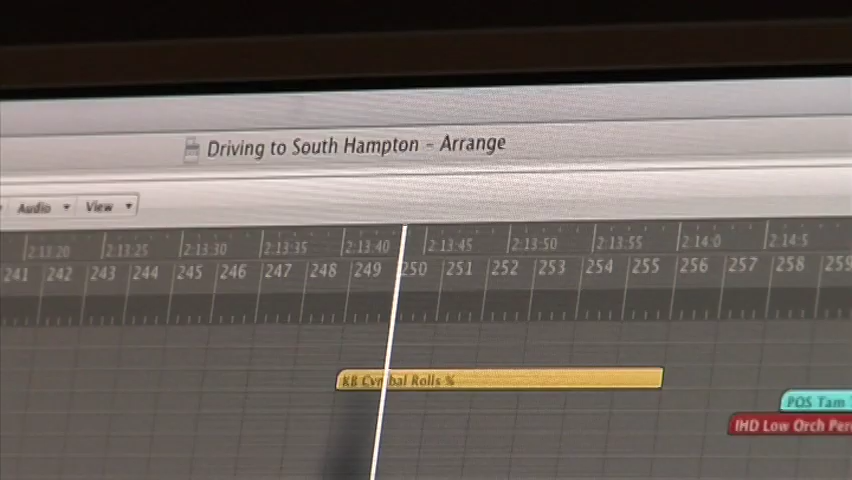 Driving to South Hampton - Arrange
Audio View
2:13:20 2:13:25 2:13:30 2:13:35 2:13:40 2:13:45 2:13:50 2:13:55 2:14:0 2:14:5
241 242 243 244 245 246 247 248 249 250 251 252 253 254 255 256 257 258 259
KB Cymbal Rolls %
POS Tam
IHD Low Orch Per